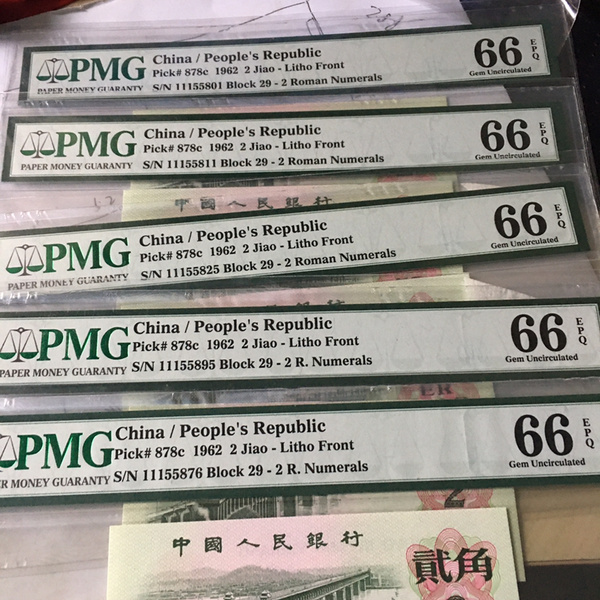 PMG
PAPER MONEY GUARANTY
China / People's Republic
Pick# 878c 1962 2 Jiao - Litho Front
S/N 11155801 Block 29 - 2 Roman Numerals
66 EPQ
Gem Uncirculated
PMG
PAPER MONEY GUARANTY
China / People's Republic
Pick# 878c 1962 2 Jiao - Litho Front
S/N 11155811 Block 29 - 2 Roman Numerals
66 EPQ
Gem Uncirculated
中國人民銀行
PMG
PAPER MONEY GUARANTY
China / People's Republic
Pick# 878c 1962 2 Jiao - Litho Front
S/N 11155825 Block 29 - 2 Roman Numerals
66 EPQ
Gem Uncirculated
PMG
PAPER MONEY GUARANTY
China / People's Republic
Pick# 878c 1962 2 Jiao - Litho Front
S/N 11155895 Block 29 - 2 R. Numerals
66 EPQ
Gem Uncirculated
PMG
R MONEY GUARANTY
China / People's Republic
Pick# 878c 1962 2 Jiao - Litho Front
S/N 11155876 Block 29 - 2 R. Numerals
66 EPQ
Gem Uncirculated
2
中國人民銀行
貳角